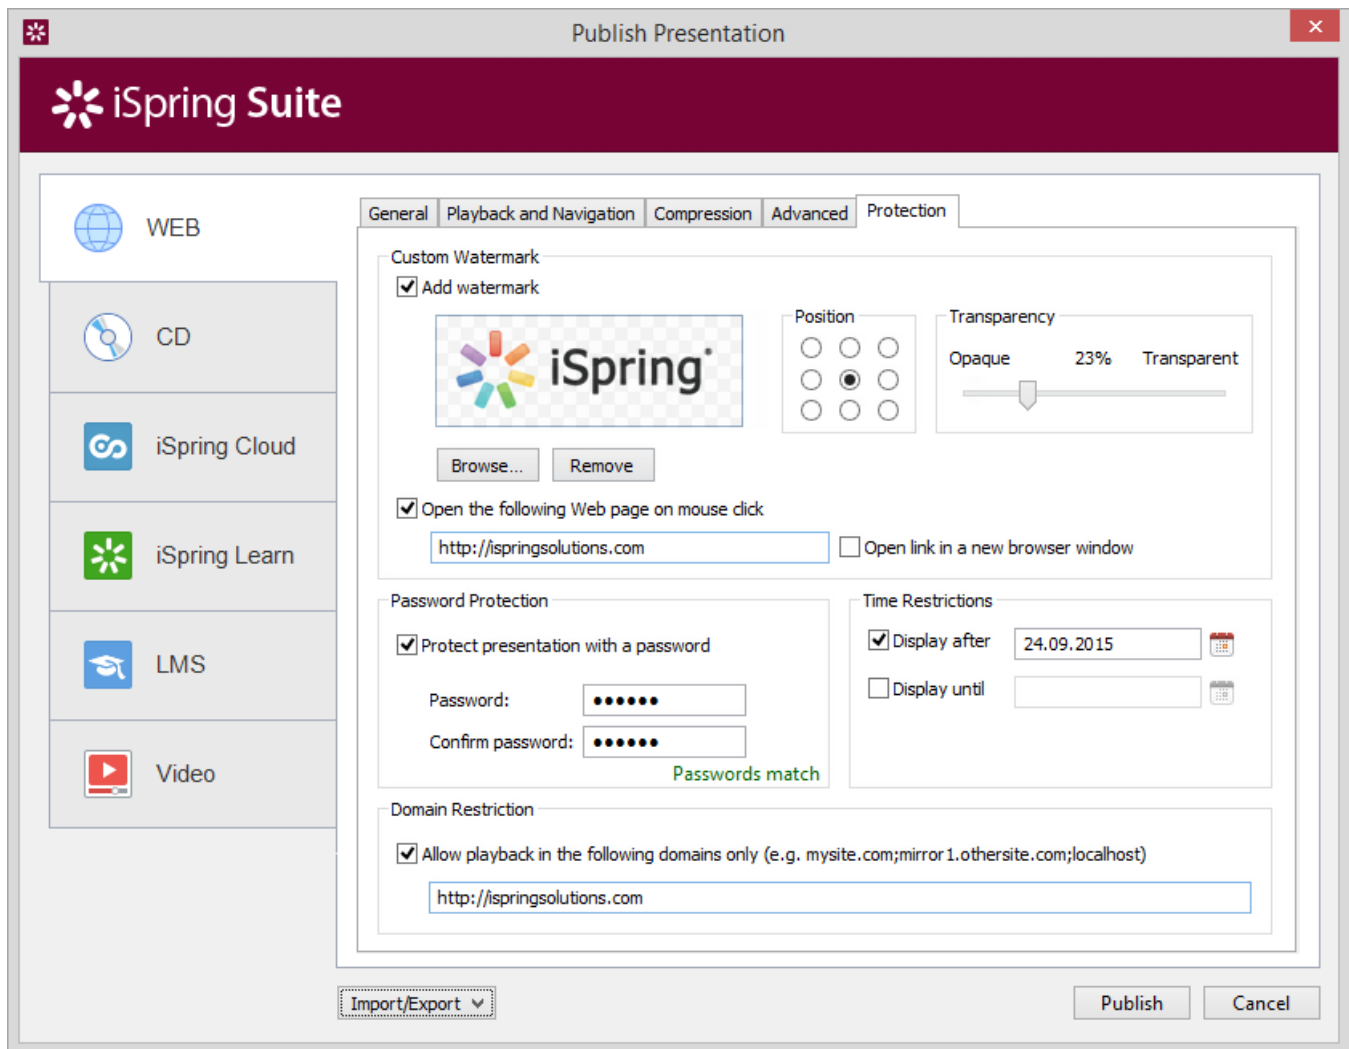 Publish Presentation
iSpring Suite
WEB
CD
iSpring Cloud
iSpring Learn
LMS
Video
General Playback and Navigation Compression Advanced Protection
Custom Watermark
Add watermark
iSpring®
Position
Transparency
Opaque 23% Transparent
Browse... Remove
Open the following Web page on mouse click
http://ispringsolutions.com
Open link in a new browser window
Password Protection
Protect presentation with a password
Password: ●●●●●●
Confirm password: ●●●●●●
Passwords match
Time Restrictions
Display after 24.09.2015
Display until
Domain Restriction
Allow playback in the following domains only (e.g. mysite.com;mirror1.othersite.com;localhost)
http://ispringsolutions.com
Import/Export
Publish Cancel